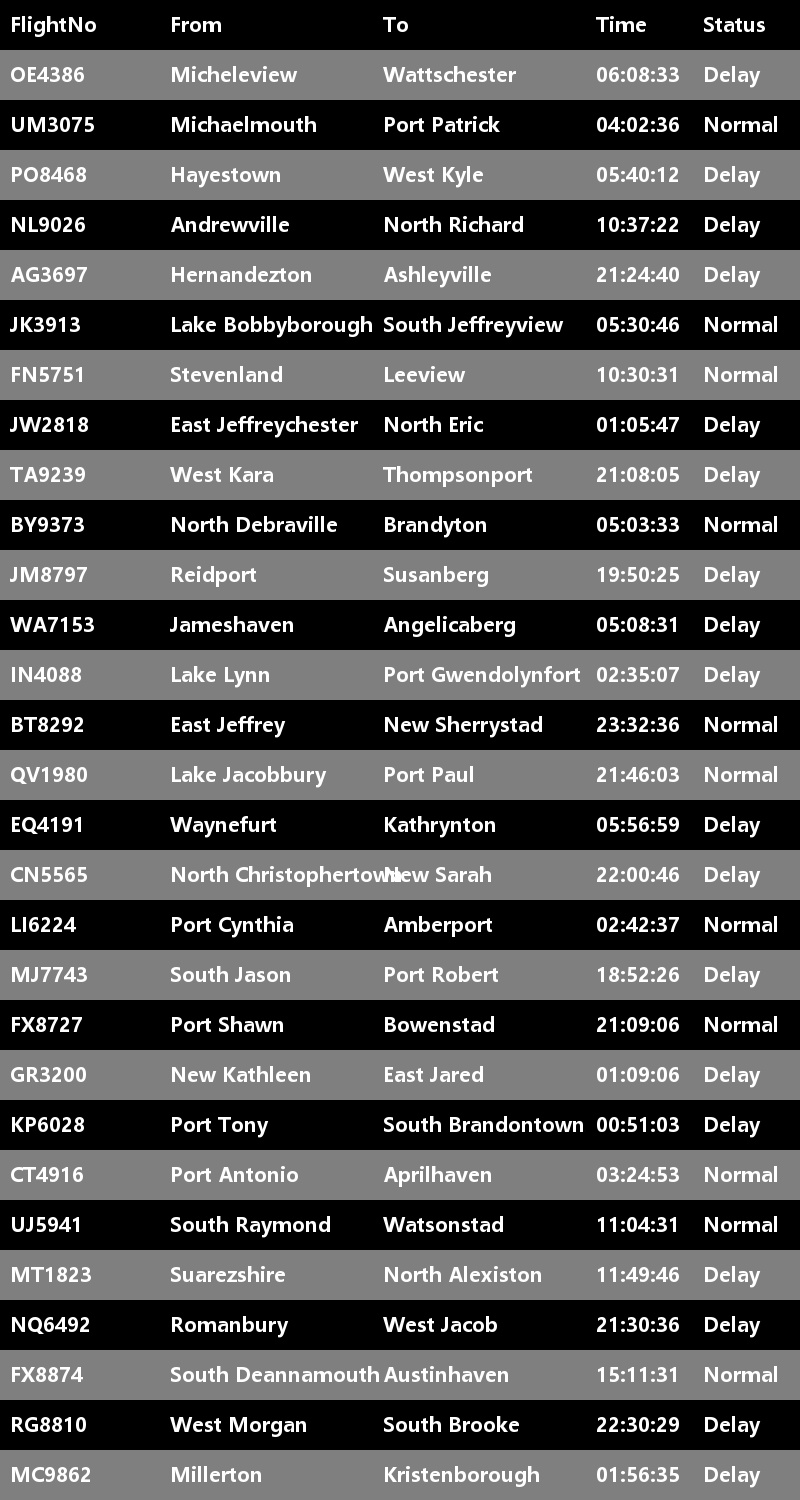 FlightNo From To Time Status
OE4386 Micheleview Wattschester 06:08:33 Delay
UM3075 Michaelmouth Port Patrick 04:02:36 Normal
PO8468 Hayestown West Kyle 05:40:12 Delay
NL9026 Andrewville North Richard 10:37:22 Delay
AG3697 Hernandezton Ashleyville 21:24:40 Delay
JK3913 Lake Bobbyborough South Jeffreyview 05:30:46 Normal
FN5751 Stevenland Leeview 10:30:31 Normal
JW2818 East Jeffreychester North Eric 01:05:47 Delay
TA9239 West Kara Thompsonport 21:08:05 Delay
BY9373 North Debraville Brandyton 05:03:33 Normal
JM8797 Reidport Susanberg 19:50:25 Delay
WA7153 Jameshaven Angelicaberg 05:08:31 Delay
IN4088 Lake Lynn Port Gwendolynfort 02:35:07 Delay
BT8292 East Jeffrey New Sherrystad 23:32:36 Normal
QV1980 Lake Jacobbury Port Paul 21:46:03 Normal
EQ4191 Waynefurt Kathrynton 05:56:59 Delay
CN5565 North Christophertown New Sarah 22:00:46 Delay
LI6224 Port Cynthia Amberport 02:42:37 Normal
MJ7743 South Jason Port Robert 18:52:26 Delay
FX8727 Port Shawn Bowenstad 21:09:06 Normal
GR3200 New Kathleen East Jared 01:09:06 Delay
KP6028 Port Tony South Brandontown 00:51:03 Delay
CT4916 Port Antonio Aprilhaven 03:24:53 Normal
UJ5941 South Raymond Watsonstad 11:04:31 Normal
MT1823 Suarezshire North Alexiston 11:49:46 Delay
NQ6492 Romanbury West Jacob 21:30:36 Delay
FX8874 South Deannamouth Austinhaven 15:11:31 Normal
RG8810 West Morgan South Brooke 22:30:29 Delay
MC9862 Millerton Kristenborough 01:56:35 Delay